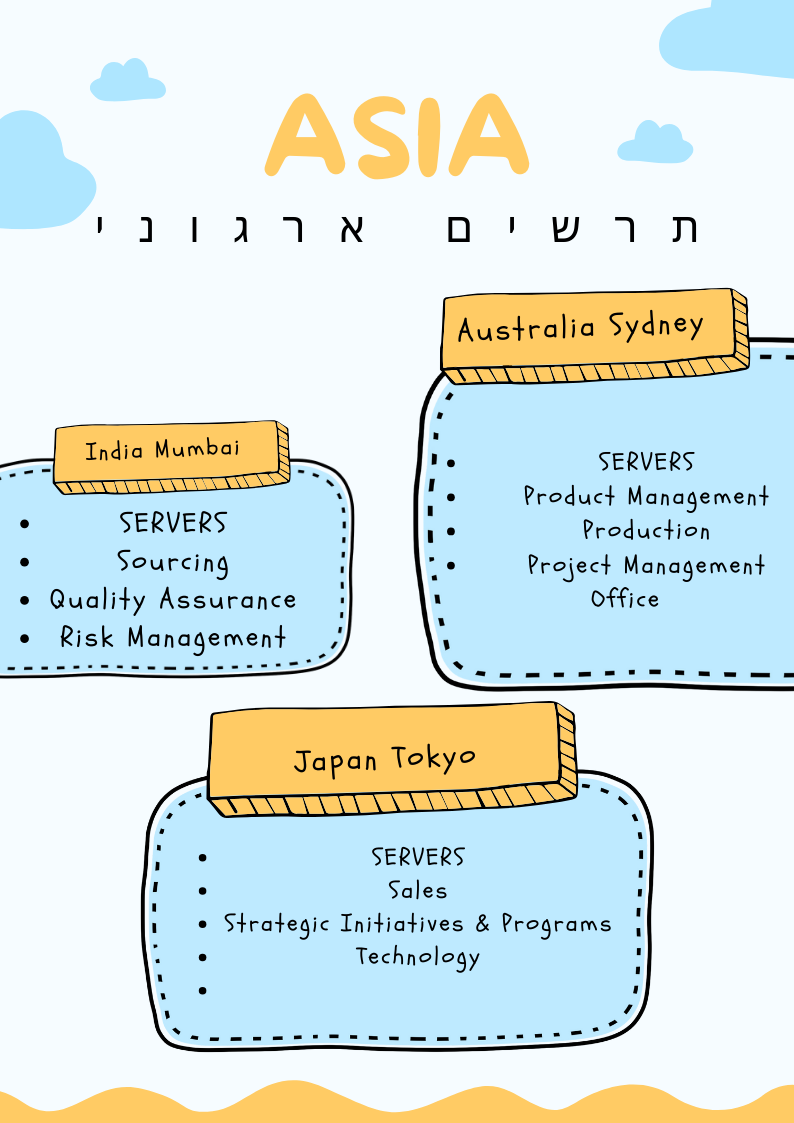 ASIA
תרשים ארגוני
Australia Sydney
SERVERS
Product Management
Production
Project Management
Office
India Mumbai
SERVERS
Sourcing
Quality Assurance
Risk Management
Japan Tokyo
SERVERS
Sales
Strategic Initiatives & Programs
Technology